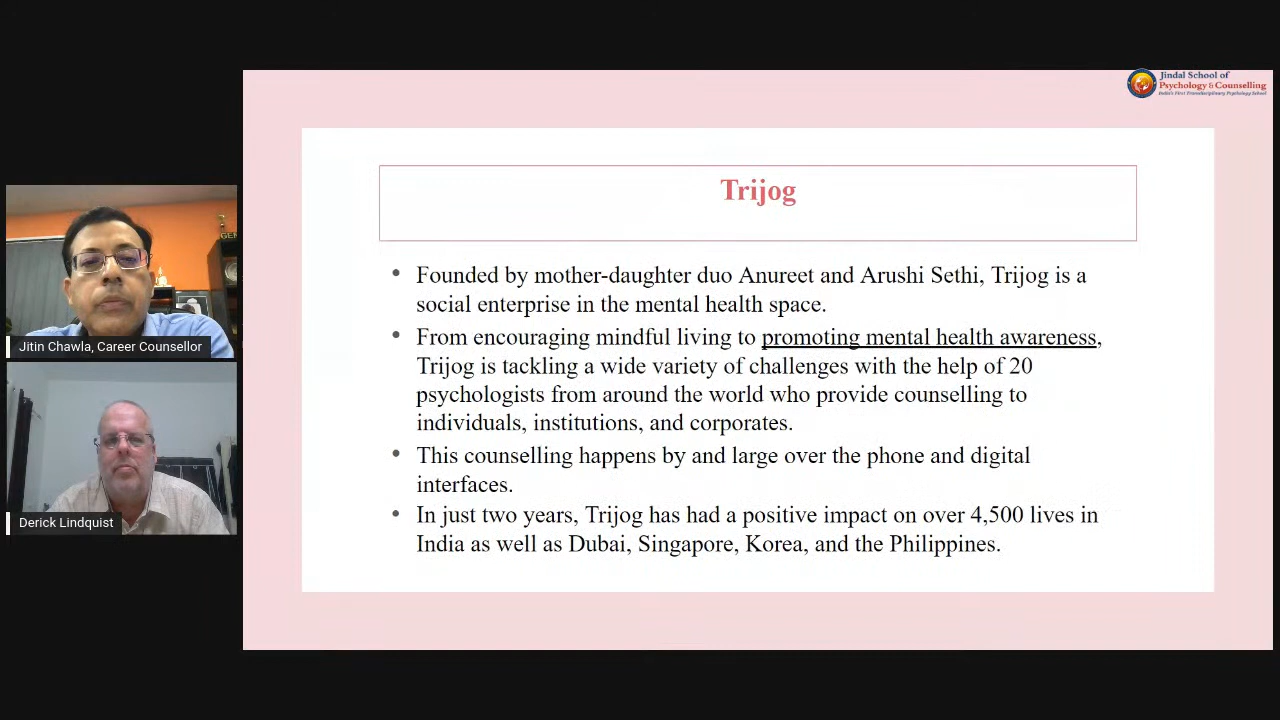 Jindal School of
Psychology & Counselling
India's First Transdisciplinary Psychology School
Trijog
• Founded by mother-daughter duo Anureet and Arushi Sethi, Trijog is a
social enterprise in the mental health space.
• From encouraging mindful living to promoting mental health awareness,
Trijog is tackling a wide variety of challenges with the help of 20
psychologists from around the world who provide counselling to
individuals, institutions, and corporates.
• This counselling happens by and large over the phone and digital
interfaces.
• In just two years, Trijog has had a positive impact on over 4,500 lives in
India as well as Dubai, Singapore, Korea, and the Philippines.
GEN
Jitin Chawla, Career Counsellor
Derick Lindquist